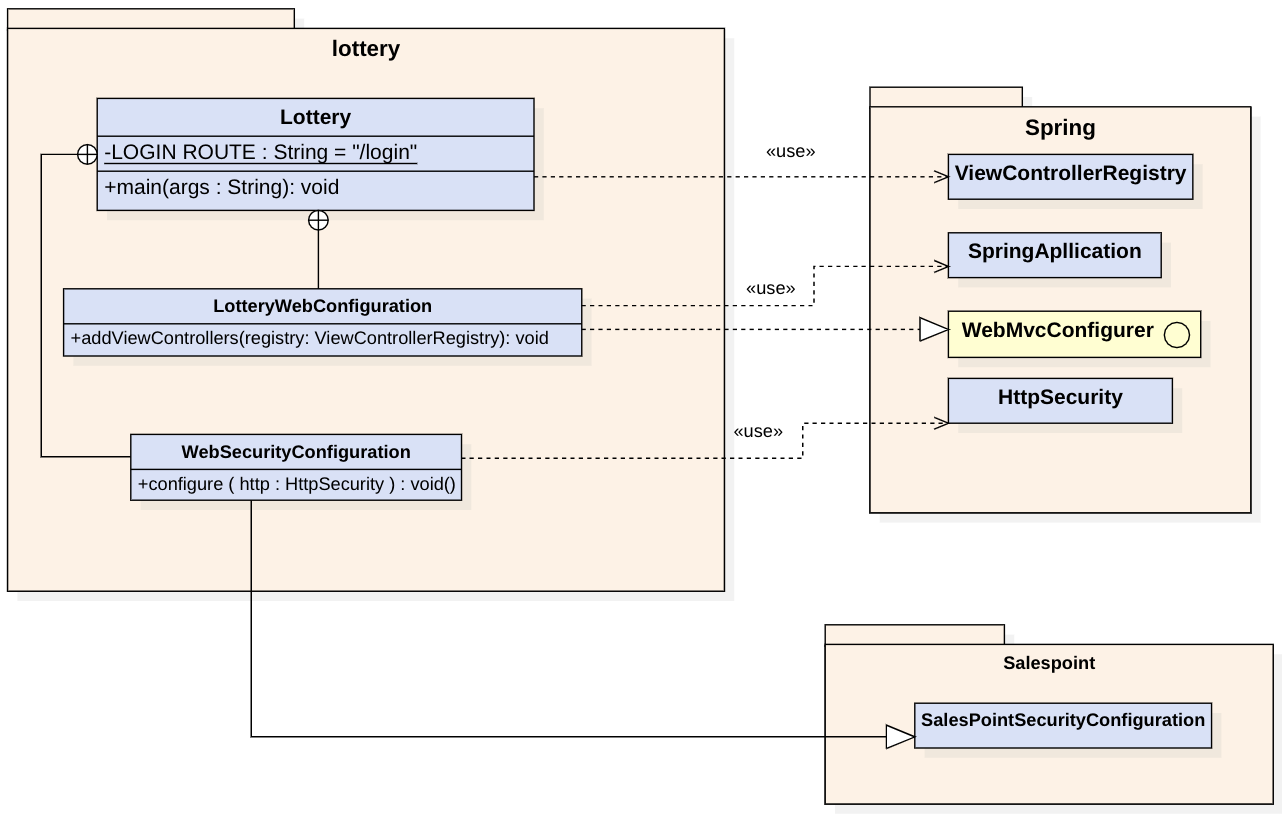 lottery
Lottery
-LOGIN ROUTE : String = "/login"
+main(args : String): void
LotteryWebConfiguration
+addViewControllers(registry: ViewControllerRegistry): void
WebSecurityConfiguration
+configure ( http : HttpSecurity ) : void()
«use»
«use»
«use»
Spring
ViewControllerRegistry
SpringApllication
WebMvcConfigurer
HttpSecurity
Salespoint
SalesPointSecurityConfiguration